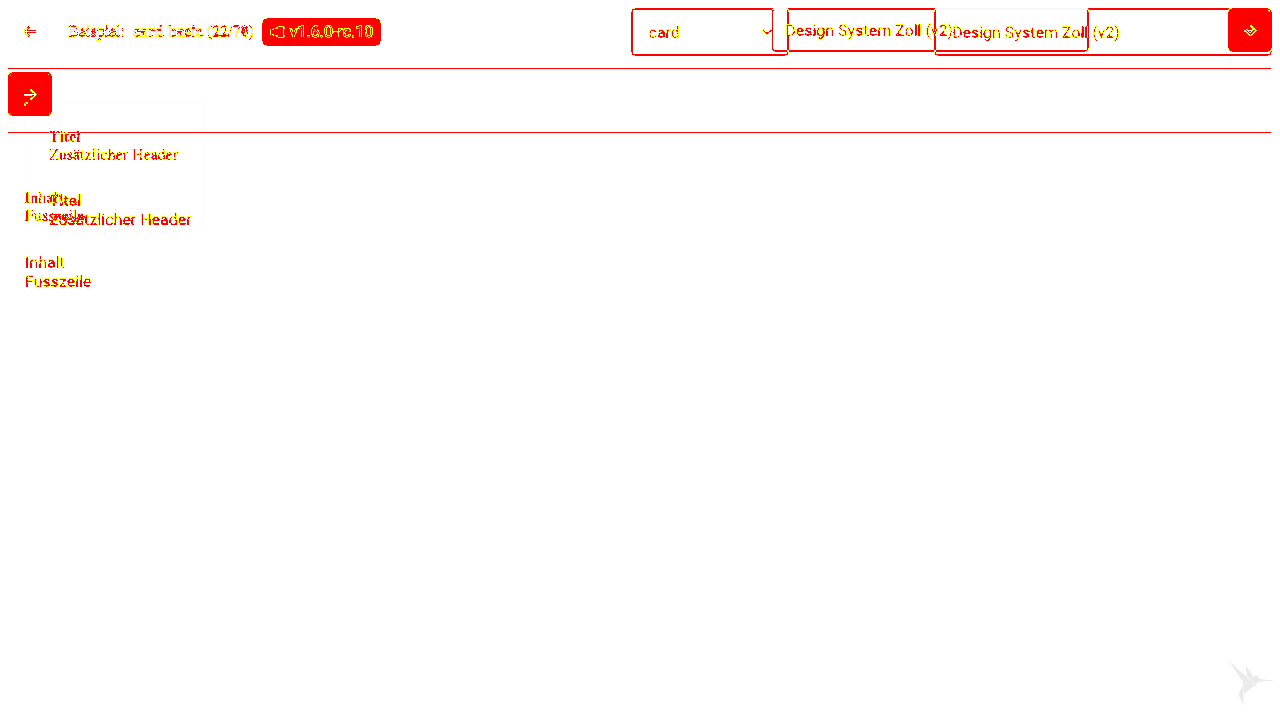 Beispiel: card basic (22/78) v1.6.0-rc.10
card
Design System Zoll (v2)
Design System Zoll (v2)
Titel
Zusätzlicher Header
Inhalt
Fusszeile
Titel
Zusätzlicher Header
Inhalt
Fusszeile